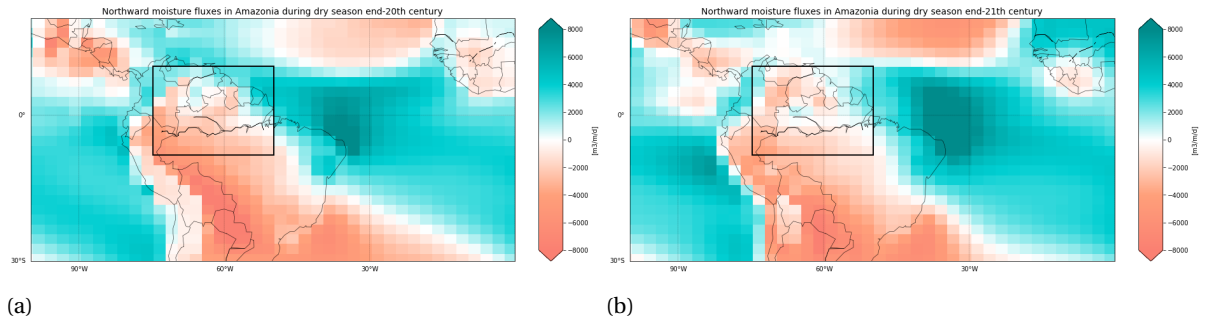 Northward moisture fluxes in Amazonia during dry season end-20th century
8000
6000
4000
2000
0
−2000
−4000
−6000
−8000
[m3/m/d]
0°
30°S
90°W
60°W
30°W
(a)
Northward moisture fluxes in Amazonia during dry season end-21th century
8000
6000
4000
2000
0
−2000
−4000
−6000
−8000
[m3/m/d]
0°
30°S
90°W
60°W
30°W
(b)